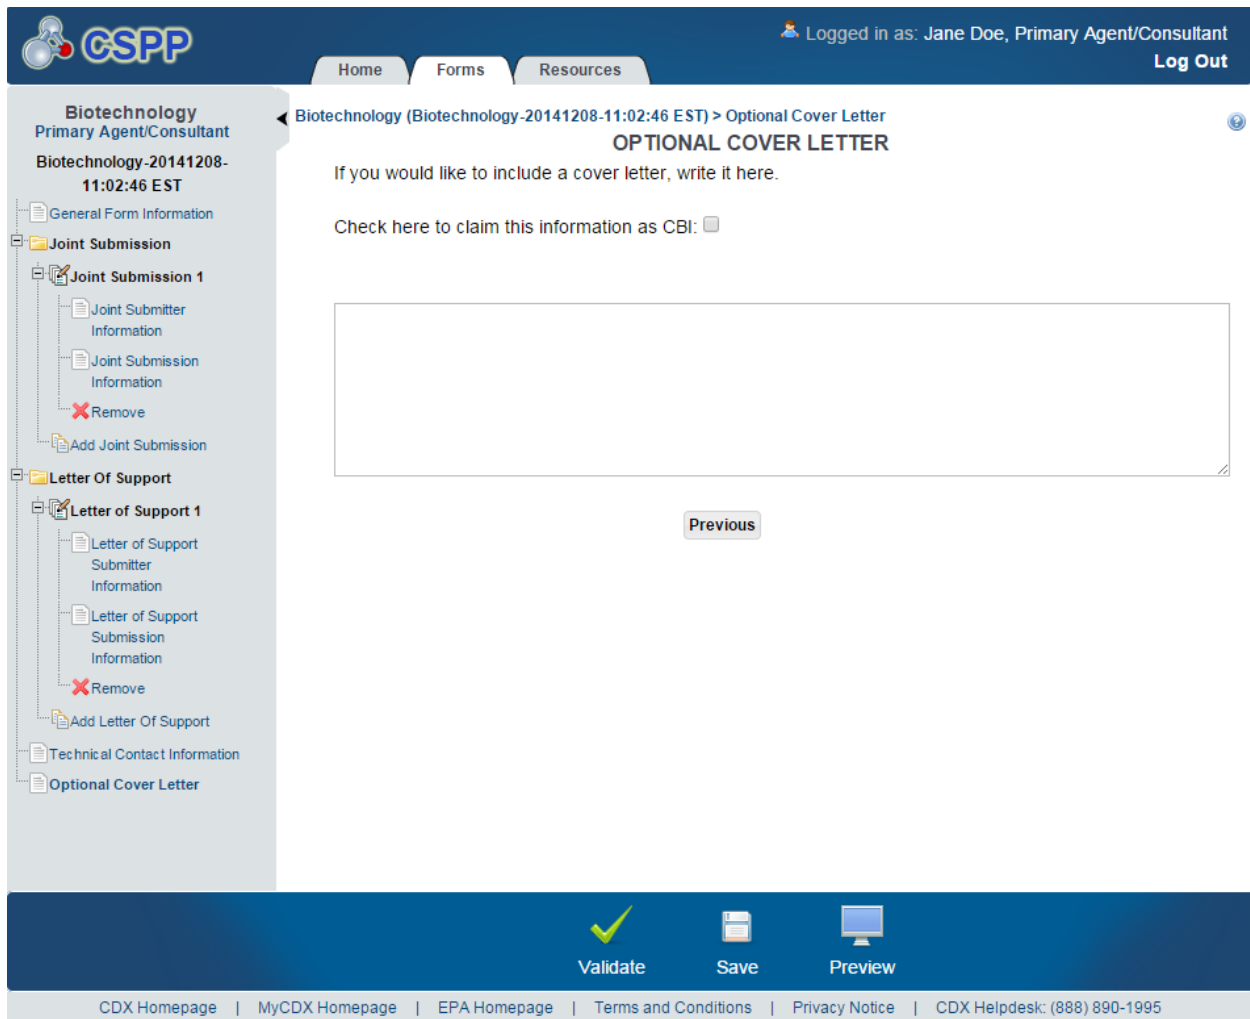 CSPP
Logged in as: Jane Doe, Primary Agent/Consultant
Log Out
Home Forms Resources
Biotechnology
Primary Agent/Consultant
Biotechnology-20141208-
11:02:46 EST
General Form Information
Joint Submission
Joint Submission 1
Joint Submitter
Information
Joint Submission
Information
Remove
Add Joint Submission
Letter Of Support
Letter of Support 1
Letter of Support
Submitter
Information
Letter of Support
Submission
Information
Remove
Add Letter Of Support
Technical Contact Information
Optional Cover Letter
Biotechnology (Biotechnology-20141208-11:02:46 EST) > Optional Cover Letter
OPTIONAL COVER LETTER
If you would like to include a cover letter, write it here.
Check here to claim this information as CBI:
Previous
Validate Save Preview
CDX Homepage | MyCDX Homepage | EPA Homepage | Terms and Conditions | Privacy Notice | CDX Helpdesk: (888) 890-1995